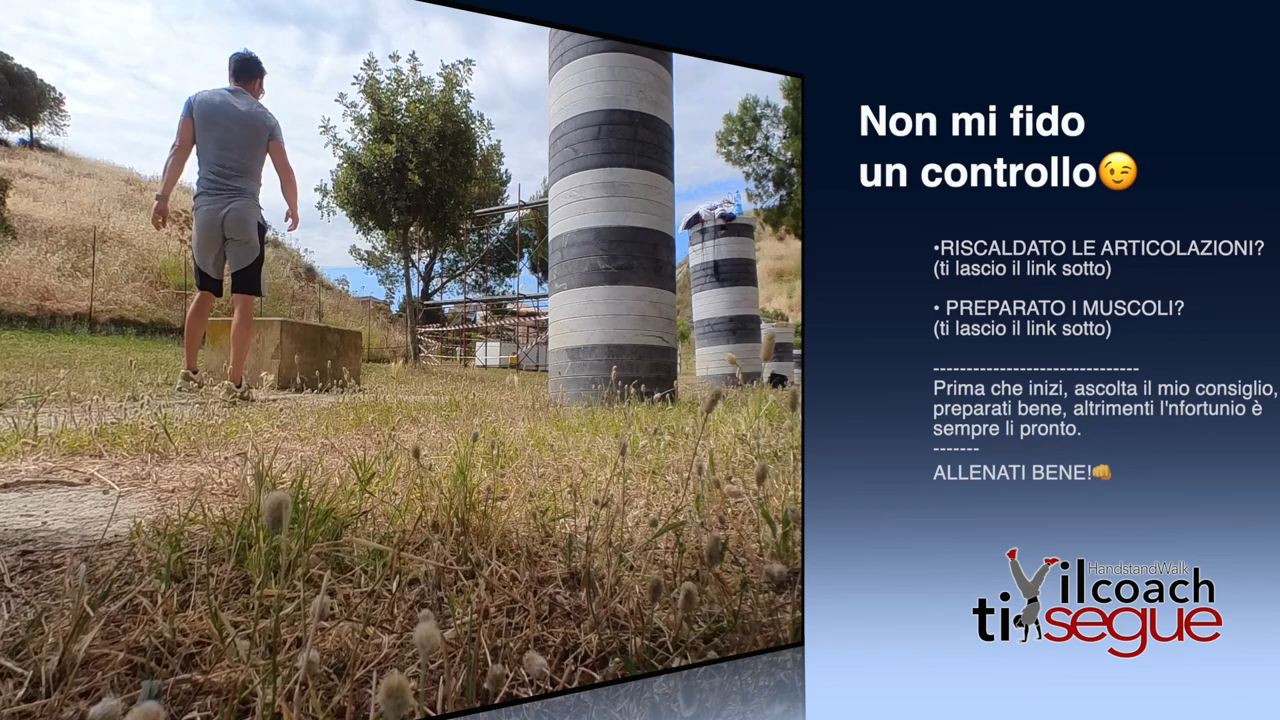 Non mi fido
un controllo😉
•RISCALDATO LE ARTICOLAZIONI?
(ti lascio il link sotto)
• PREPARATO I MUSCOLI?
(ti lascio il link sotto)
-------------------------------
Prima che inizi, ascolta il mio consiglio,
preparati bene, altrimenti l'nfortunio è
sempre li pronto.
-------
ALLENATI BENE!👊
HandstandWalk
ilcoach
ti segue